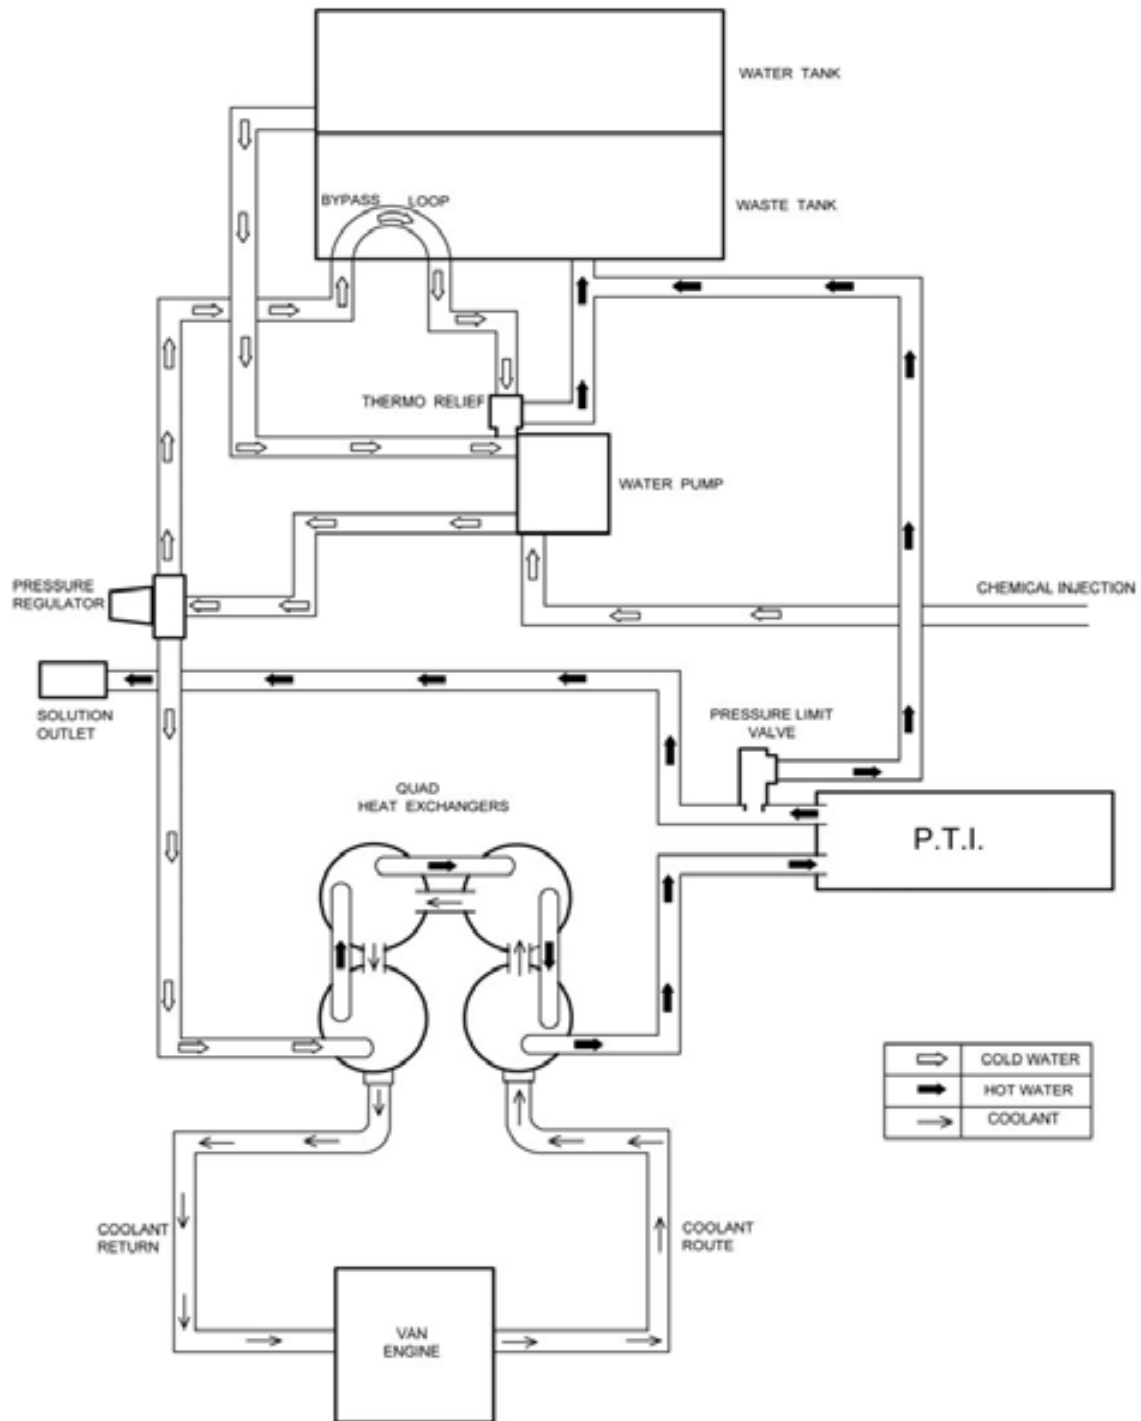 WATER TANK
WASTE TANK
BYPASS LOOP
THERMO RELIEF
WATER PUMP
PRESSURE
REGULATOR
CHEMICAL INJECTION
SOLUTION
OUTLET
PRESSURE LIMIT
VALVE
QUAD
HEAT EXCHANGERS
P.T.I.
COLD WATER
HOT WATER
COOLANT
COOLANT
RETURN
COOLANT
ROUTE
VAN
ENGINE